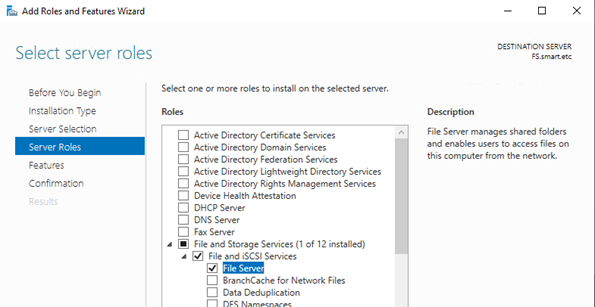 Add Roles and Features Wizard
Select server roles
DESTINATION SERVER
FS.smart.etc
Before You Begin
Installation Type
Server Selection
Server Roles
Features
Confirmation
Results
Select one or more roles to install on the selected server.
Roles
Active Directory Certificate Services
Active Directory Domain Services
Active Directory Federation Services
Active Directory Lightweight Directory Services
Active Directory Rights Management Services
Device Health Attestation
DHCP Server
DNS Server
Fax Server
File and Storage Services (1 of 12 installed)
File and iSCSI Services
File Server
BranchCache for Network Files
Data Deduplication
DFS Namespaces
Description
File Server manages shared folders
and enables users to access files on
this computer from the network.